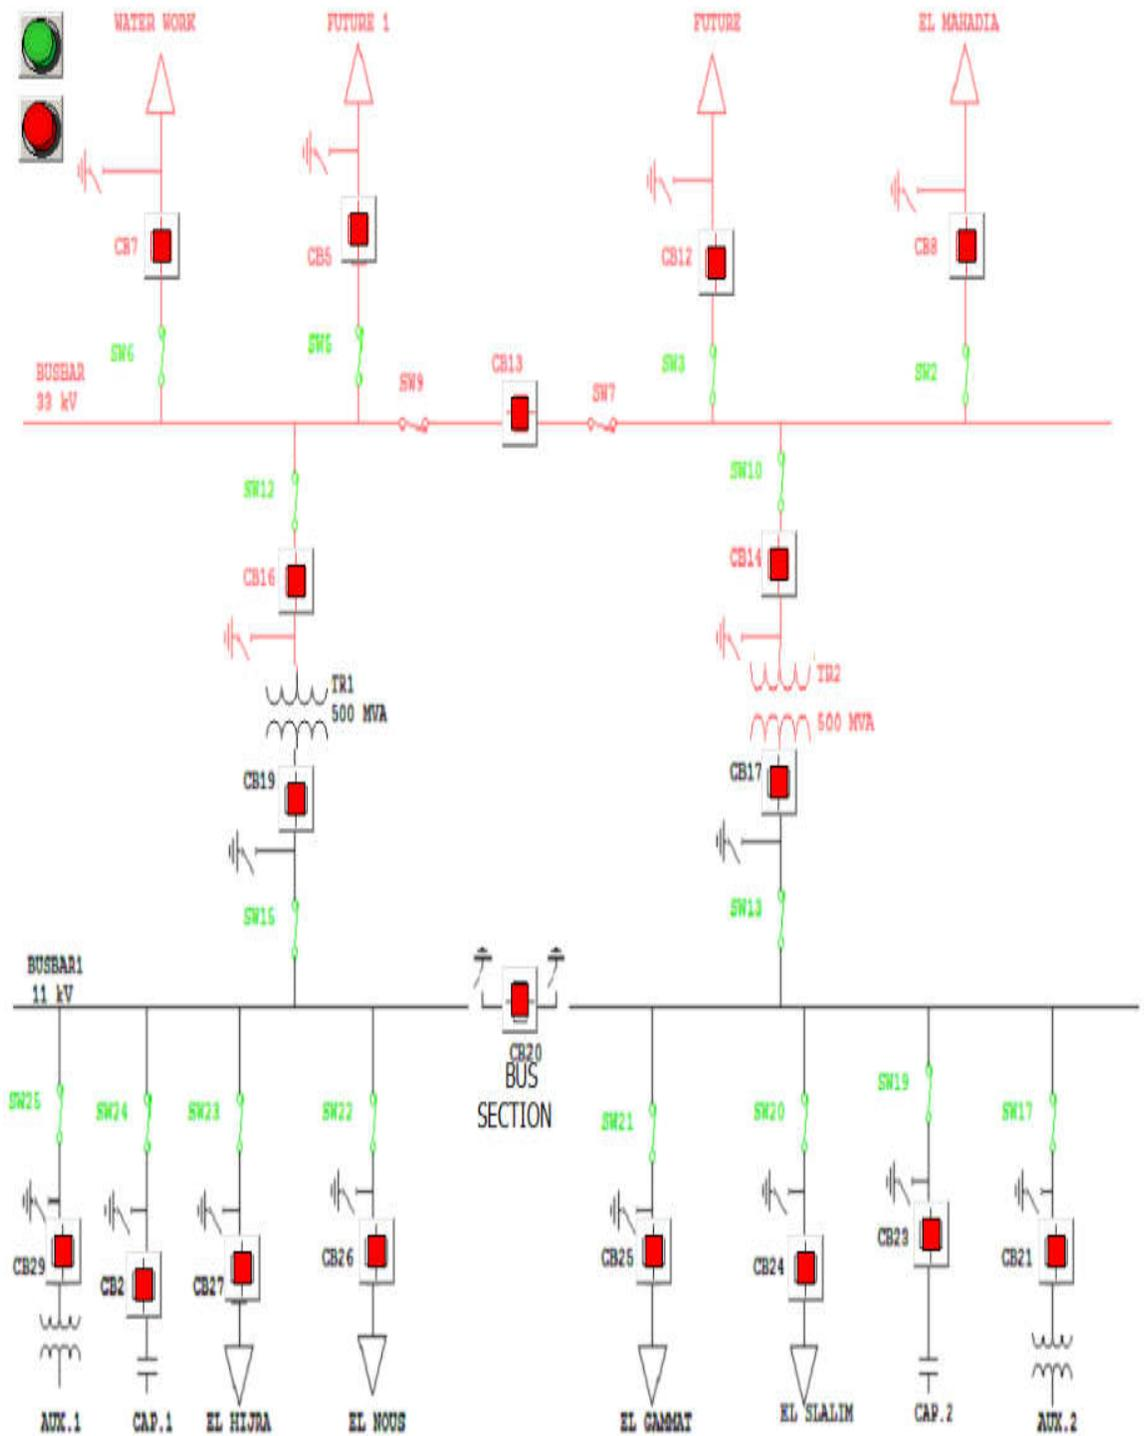 WATER WORK
FUTURE 1
FUTURE
EL MAHADIA
CB7
CB5
CB12
CB8
SW6
SW5
SW3
SW2
BUSBAR
33 kV
SW9
CB13
SW7
SW12
SW10
CB16
CB14
TR1
500 MVA
TR2
500 MVA
CB19
CB17
SW15
SW13
BUSBAR1
11 kV
CB20
BUS
SECTION
SW25
SW24
SW23
SW22
SW21
SW20
SW19
SW17
CB29
CB2
CB27
CB26
CB25
CB24
CB23
CB21
AUX.1
CAP.1
EL HIJRA
EL NOUS
EL GAMMAT
EL SLALIM
CAP.2
AUX.2